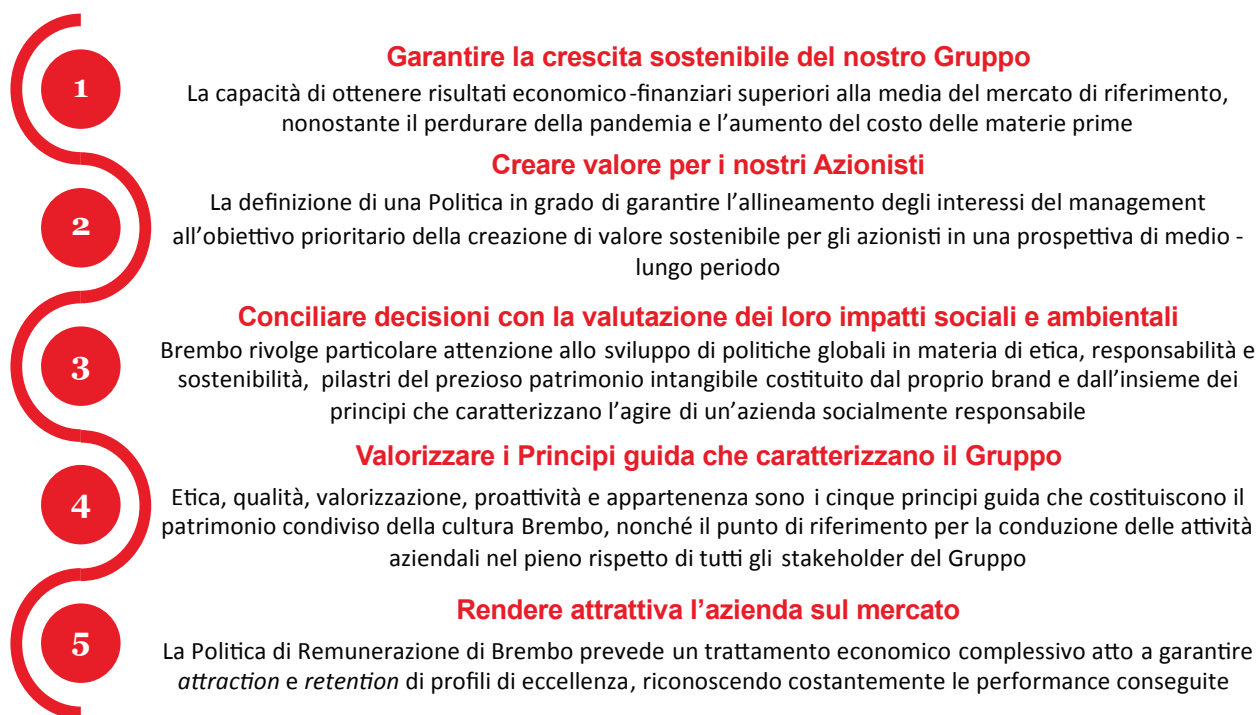 1
Garantire la crescita sostenibile del nostro Gruppo
La capacità di ottenere risultati economico-finanziari superiori alla media del mercato di riferimento,
nonostante il perdurare della pandemia e l’aumento del costo delle materie prime
2
Creare valore per i nostri Azionisti
La definizione di una Politica in grado di garantire l’allineamento degli interessi del management
all’obiettivo prioritario della creazione di valore sostenibile per gli azionisti in una prospettiva di medio -
lungo periodo
3
Conciliare decisioni con la valutazione dei loro impatti sociali e ambientali
Brembo rivolge particolare attenzione allo sviluppo di politiche globali in materia di etica, responsabilità e
sostenibilità, pilastri del prezioso patrimonio intangibile costituito dal proprio brand e dall’insieme dei
principi che caratterizzano l’agire di un’azienda socialmente responsabile
4
Valorizzare i Principi guida che caratterizzano il Gruppo
Etica, qualità, valorizzazione, proattività e appartenenza sono i cinque principi guida che costituiscono il
patrimonio condiviso della cultura Brembo, nonché il punto di riferimento per la conduzione delle attività
aziendali nel pieno rispetto di tutti gli stakeholder del Gruppo
5
Rendere attrattiva l’azienda sul mercato
La Politica di Remunerazione di Brembo prevede un trattamento economico complessivo atto a garantire
attraction e retention di profili di eccellenza, riconoscendo costantemente le performance conseguite